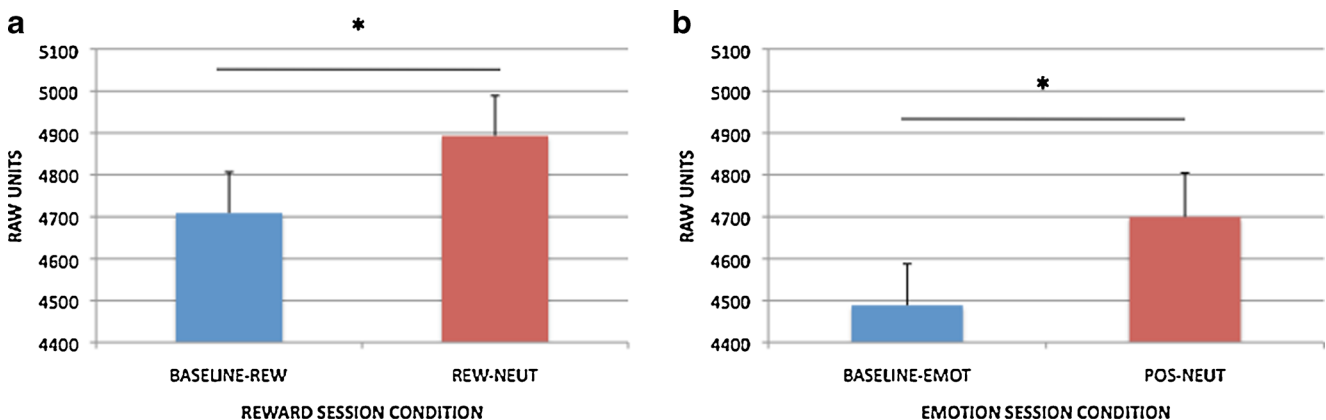 a
*
RAW UNITS
5100
5000
4900
4800
4700
4600
4500
4400
BASELINE-REW REW-NEUT
REWARD SESSION CONDITION
b
*
RAW UNITS
5100
5000
4900
4800
4700
4600
4500
4400
BASELINE-EMOT POS-NEUT
EMOTION SESSION CONDITION